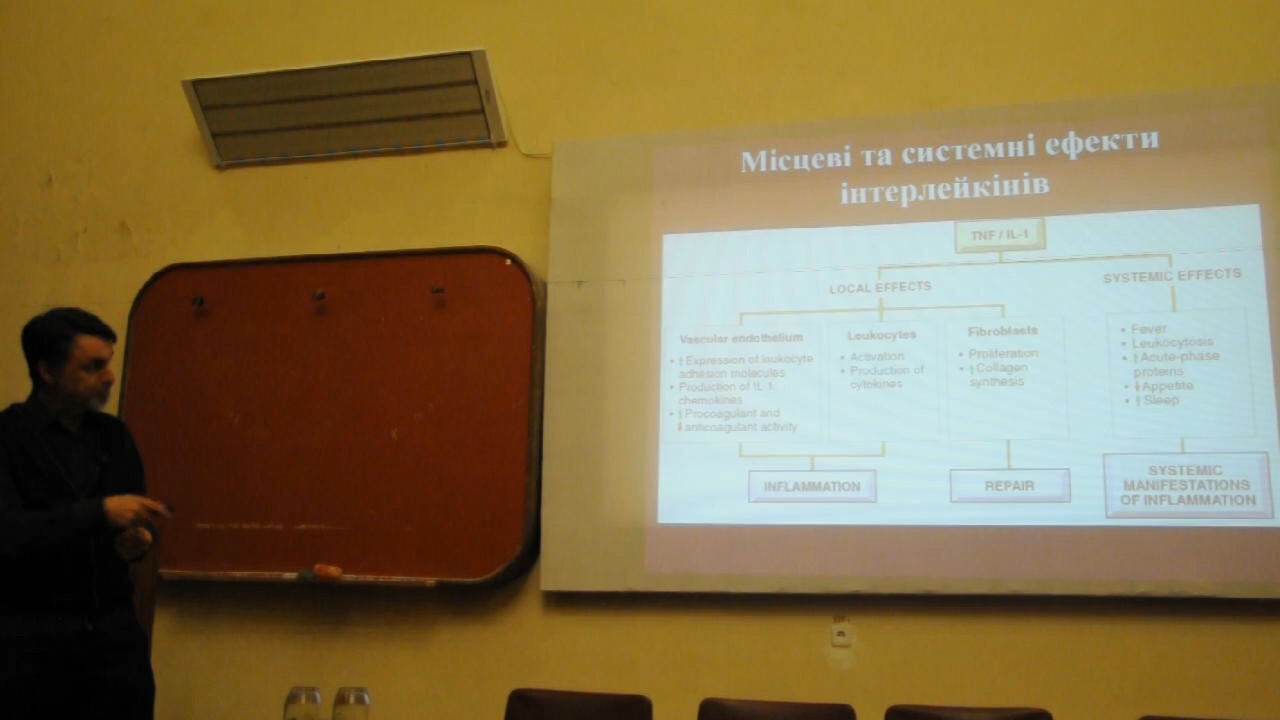 Місцеві та системні ефекти
інтерлейкінів
TNF / IL-1
LOCAL EFFECTS
SYSTEMIC EFFECTS
Vascular endothelium
• ↑ Expression of leukocyte
adhesion molecules
• Production of IL-1
chemokines
• ↑ Procoagulant and
↓ anticoagulant activity
Leukocytes
• Activation
• Production of
cytokines
Fibroblasts
• Proliferation
• ↑ Collagen
synthesis
• Fever
• Leukocytosis
• ↑ Acute-phase
proteins
• ↓ Appetite
• ↑ Sleep
INFLAMMATION
REPAIR
SYSTEMIC
MANIFESTATIONS
OF INFLAMMATION